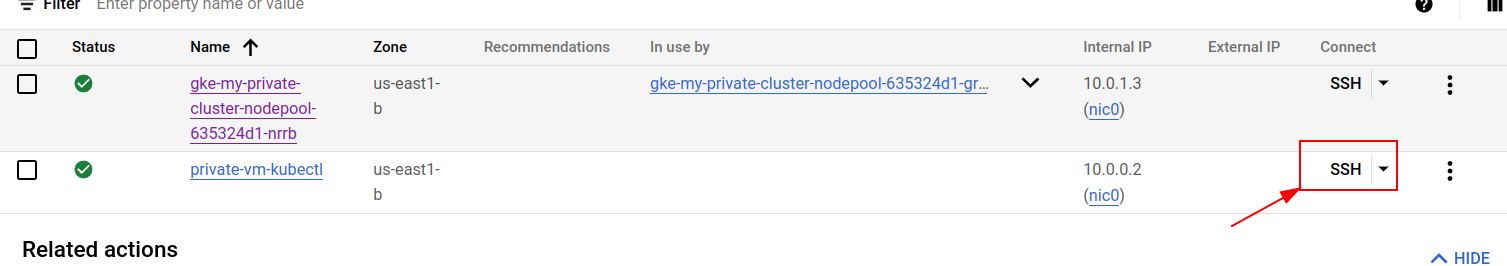 Filter Enter property name or value
Status Name Zone Recommendations In use by Internal IP External IP Connect
gke-my-private- us-east1- gke-my-private-cluster-nodepool-635324d1-gr... 10.0.1.3 SSH
cluster-nodepool- b (nic0)
635324d1-nrrb
private-vm-kubectl us-east1- 10.0.0.2 SSH
b (nic0)
Related actions
HIDE